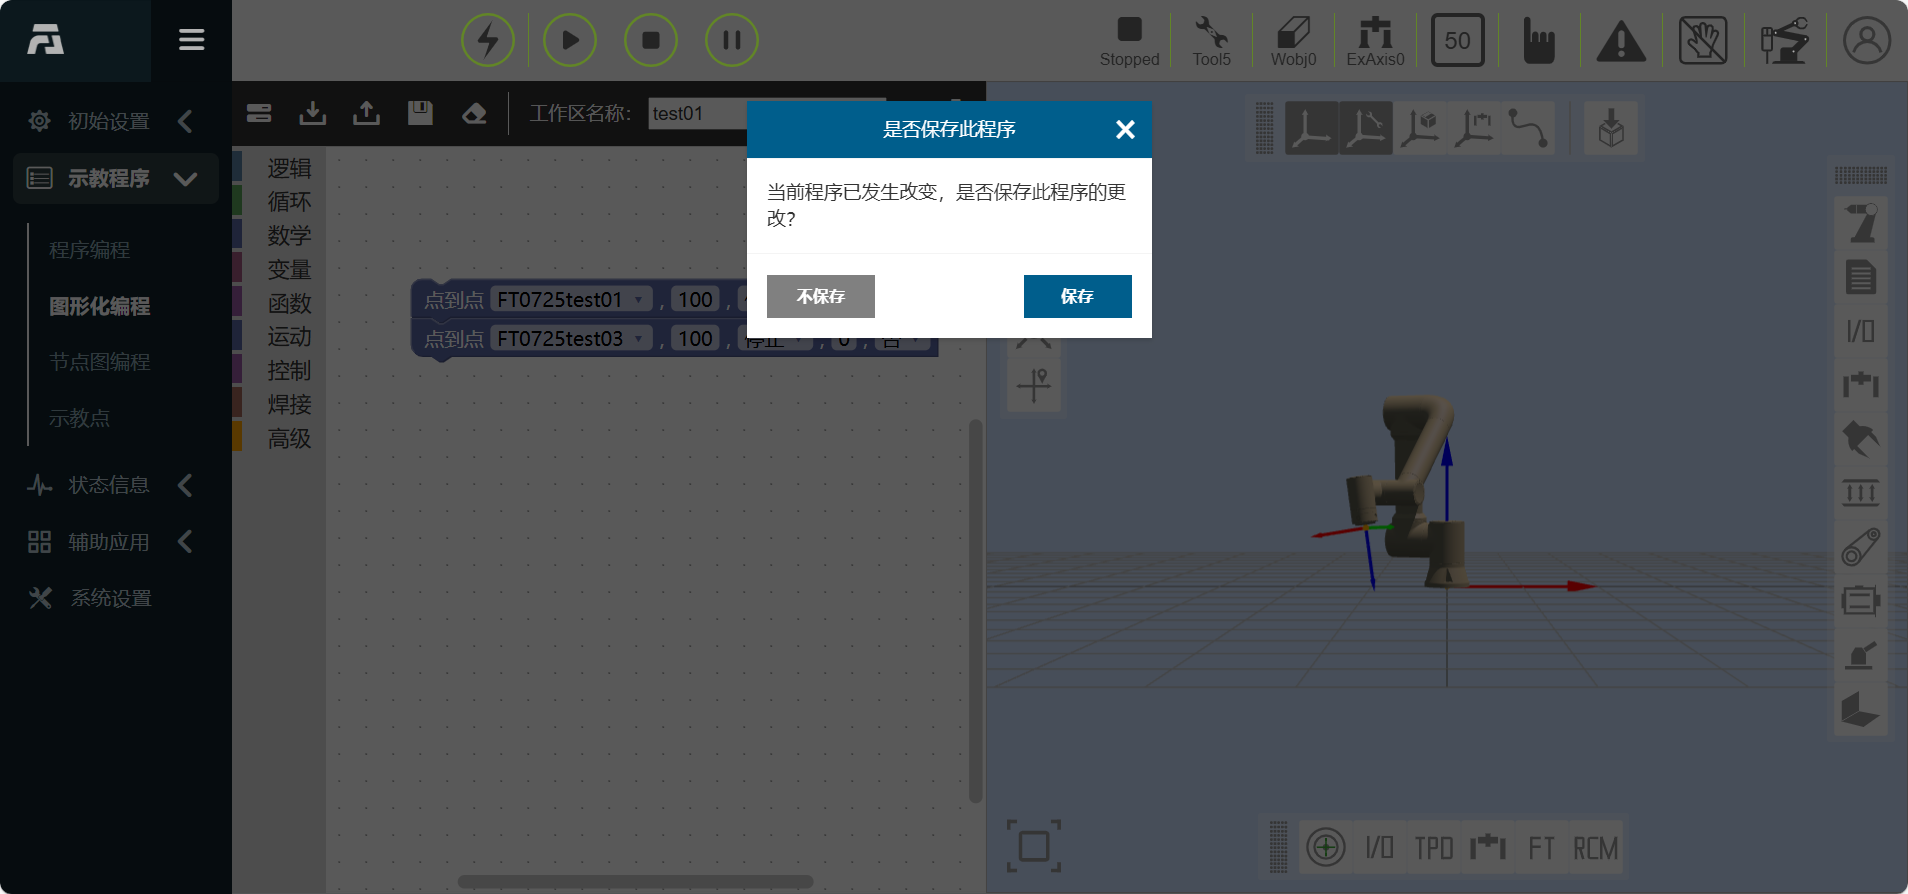 Stopped
Tool5
Wobj0
ExAxis0
50
初始设置
示教程序
程序编程
图形化编程
节点图编程
示教点
状态信息
辅助应用
系统设置
工作区名称：
test01
逻辑
循环
数学
变量
函数
运动
控制
焊接
高级
点到点 FT0725test01 , 100 ,
点到点 FT0725test03 , 100 , 停止 , 0 , 否
是否保存此程序
当前程序已发生改变，是否保存此程序的更
改？
不保存
保存
I/O
I/O
TPD
FT
RCM